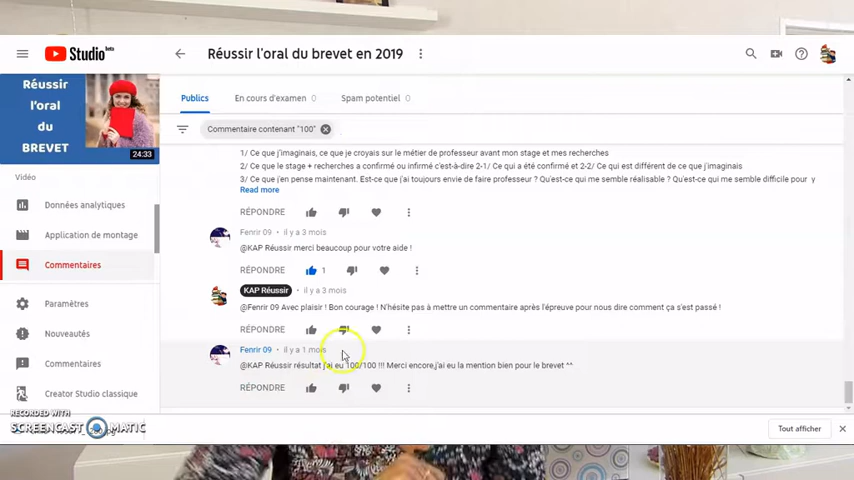 Studio beta
Réussir l'oral du brevet en 2019
Réussir
l'oral
du
BREVET
24:33
Vidéo
Données analytiques
Application de montage
Commentaires
Paramètres
Nouveautés
Commentaires
Creator Studio classique
Publics
En cours d'examen 0
Spam potentiel 0
Commentaire contenant "100"
1/ Ce que j'imaginais, ce que je croyais sur le métier de professeur avant mon stage et mes recherches
2/ Ce que le stage + recherches a confirmé ou infirmé c'est-à-dire 2-1/ Ce qui a été confirmé et 2-2/ Ce qui est différent de ce que j'imaginais
3/ Ce que j'en pense maintenant. Est-ce que j'ai toujours envie de faire professeur ? Qu'est-ce qui me semble réalisable ? Qu'est-ce qui me semble difficile pour y
Read more
RÉPONDRE
Fenrir 09 • il y a 3 mois
@KAP Réussir merci beaucoup pour votre aide !
RÉPONDRE 1
KAP Réussir • il y a 3 mois
@Fenrir 09 Avec plaisir ! Bon courage ! N'hésite pas à mettre un commentaire après l'épreuve pour nous dire comment ça s'est passé !
RÉPONDRE
Fenrir 09 • il y a 1 mois
@KAP Réussir résultat j'ai eu 100/100 !!! Merci encore,j'ai eu la mention bien pour le brevet ^^
RÉPONDRE
RECORDED WITH
SCREENCAST MATIC
Tout afficher